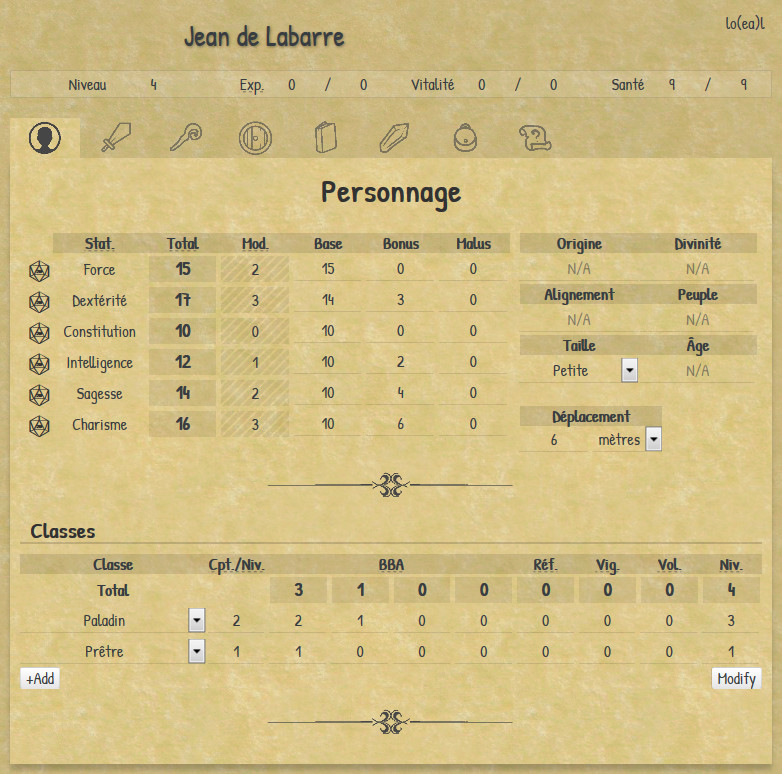 Jean de Labarre
lo(ea)l
Niveau 4 Exp. 0 / 0 Vitalité 0 / 0 Santé 9 / 9
Personnage
Stat. Total Mod. Base Bonus Malus
Force 15 2 15 0 0
Dextérité 17 3 14 3 0
Constitution 10 0 10 0 0
Intelligence 12 1 10 2 0
Sagesse 14 2 10 4 0
Charisme 16 3 10 6 0
Origine Divinité
N/A N/A
Alignement Peuple
N/A N/A
Taille Âge
Petite N/A
Déplacement
6 mètres
Classes
Classe Cpt./Niv. BBA Réf. Vig. Vol. Niv.
Total 3 1 0 0 0 0 0 4
Paladin 2 2 1 0 0 0 0 0 3
Prêtre 1 1 0 0 0 0 0 0 1
+Add Modify